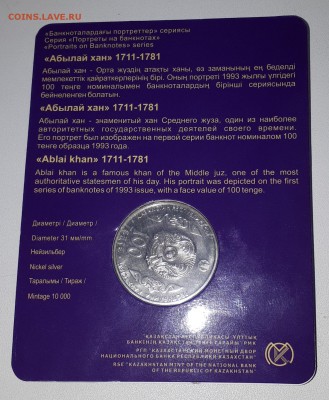 COINS.LAVE.RU
«Банкноталардағы портреттер» сериясы
Серия «Портреты на банкнотах»
«Portraits on Banknotes» series
«Абылай хан» 1711-1781
Абылай хан - Орта жүздің атақты ханы, өз заманының ең беделді
мемлекеттік қайраткерлерінің бірі. Оның портреті 1993 жылғы үлгідегі
100 теңге номиналмен банкноталардың бірінші сериясында
бейнеленген болатын.
«Абылай хан» 1711-1781
Абылай хан - знаменитый хан Среднего жуза, один из наиболее
авторитетных государственных деятелей своего времени.
Его портрет был изображен на первой серии банкнот номиналом 100
тенге образца 1993 года.
«Ablai khan» 1711-1781
Ablai khan is a famous khan of the Middle juz, one of the most
authoritative statesmen of his day. His portrait was depicted on the first
series of banknotes of 1993 issue, with a face value of 100 tenge.
Диаметрі / Диаметр /
Diameter 31 мм/mm
Нейзильбер
Nickel silver
Таралымы / Тираж /
Mintage 10 000
100
ҚАЗАҚСТАН РЕСПУБЛИКАСЫ ҰЛТТЫҚ
БАНКІНІҢ ҚАЗАҚСТАН ТЕҢГЕ САРАЙЫ РМК
РГП «КАЗАХСТАНСКИЙ МОНЕТНЫЙ ДВОР
НАЦИОНАЛЬНОГО БАНКА РЕСПУБЛИКИ КАЗАХСТАН»
RSE «KAZAKHSTAN MINT OF THE NATIONAL BANK
OF THE REPUBLIC OF KAZAKHSTAN»